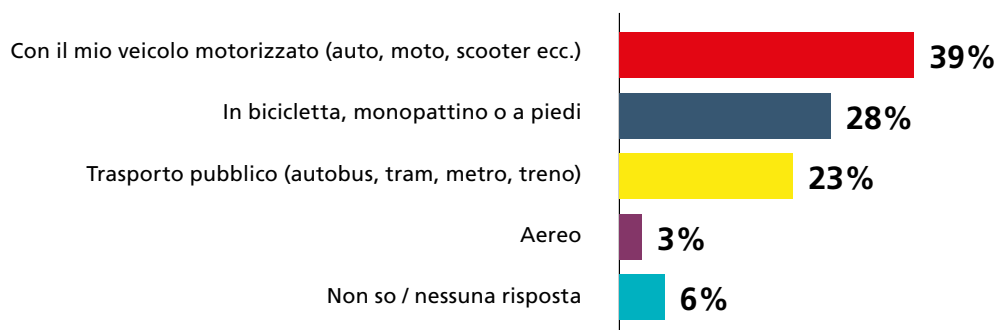 Con il mio veicolo motorizzato (auto, moto, scooter ecc.) 39%
In bicicletta, monopattino o a piedi 28%
Trasporto pubblico (autobus, tram, metro, treno) 23%
Aereo 3%
Non so / nessuna risposta 6%